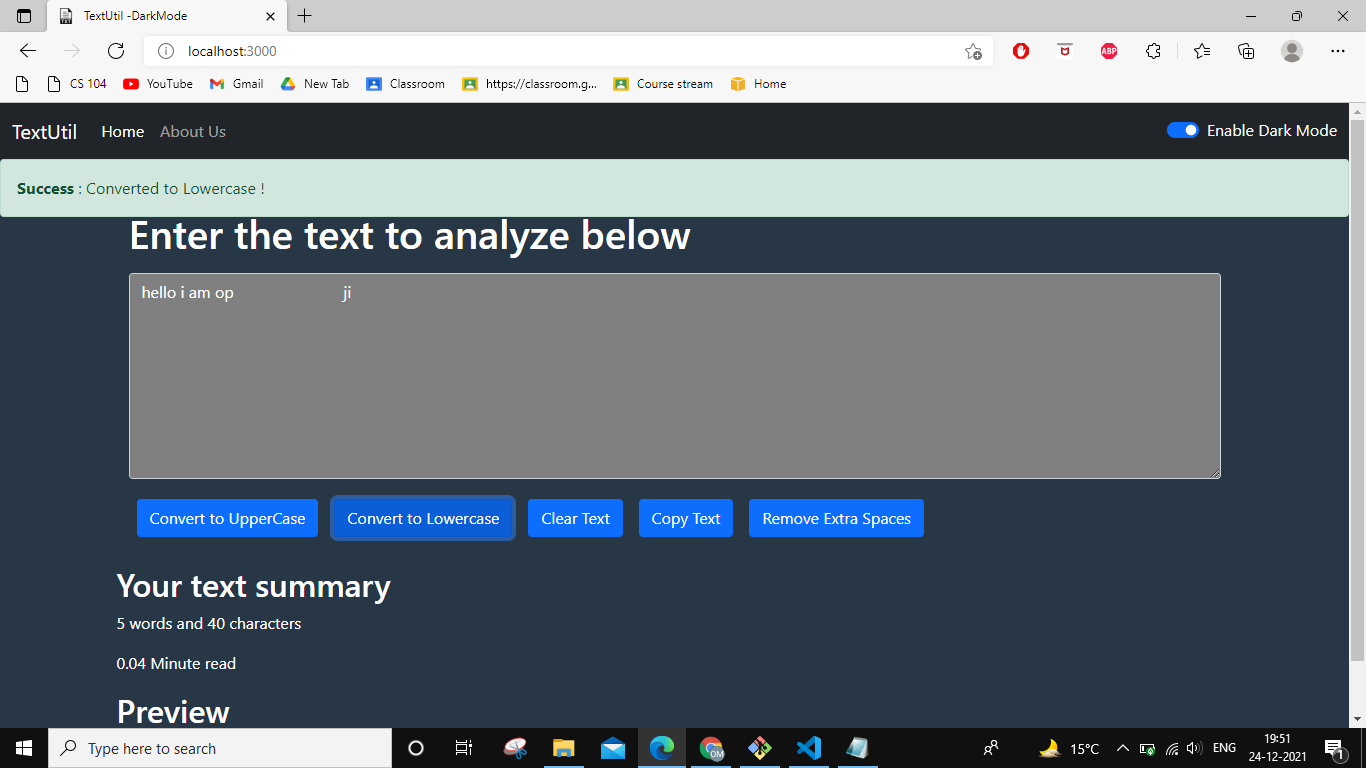 TextUtil -DarkMode
localhost:3000
ABP
CS 104 YouTube Gmail New Tab Classroom https://classroom.g... Course stream Home
TextUtil Home About Us Enable Dark Mode
Success : Converted to Lowercase !
Enter the text to analyze below
hello i am op                         ji
Convert to UpperCase Convert to Lowercase Clear Text Copy Text Remove Extra Spaces
Your text summary
5 words and 40 characters
0.04 Minute read
Preview
Type here to search
OM
15°C
ENG
19:51
24-12-2021
1